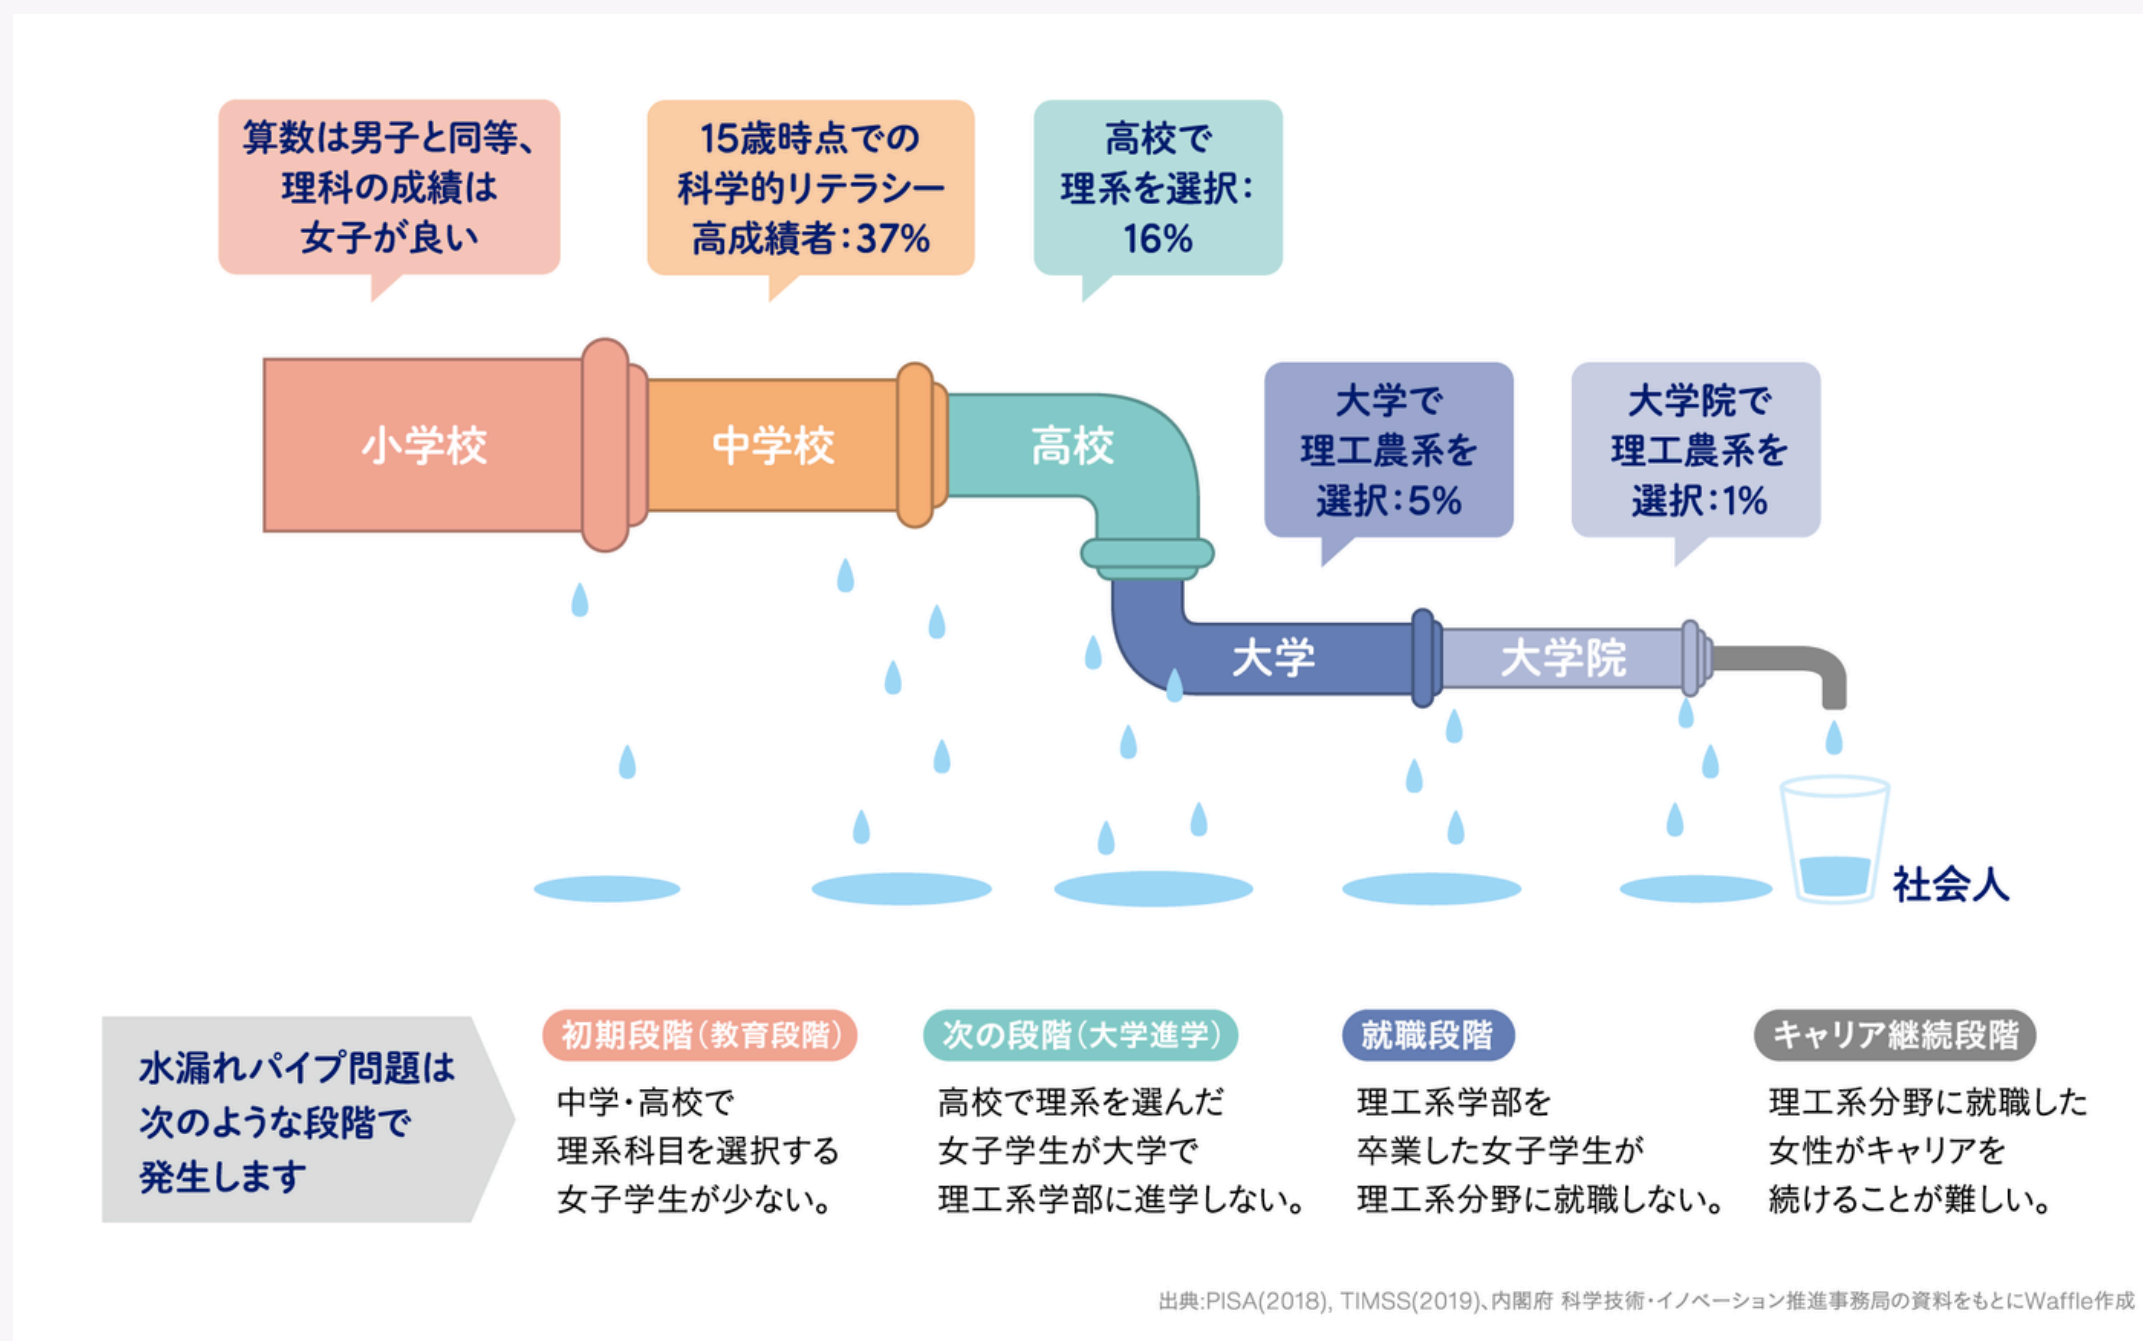 算数は男子と同等、
理科の成績は
女子が良い
15歳時点での
科学的リテラシー
高成績者：37%
高校で
理系を選択：
16%
小学校
中学校
高校
大学で
理工農系を
選択：5%
大学院で
理工農系を
選択：1%
大学
大学院
社会人
水漏れパイプ問題は
次のような段階で
発生します
初期段階（教育段階）
中学・高校で
理系科目を選択する
女子学生が少ない。
次の段階（大学進学）
高校で理系を選んだ
女子学生が大学で
理工系学部に進学しない。
就職段階
理工系学部を
卒業した女子学生が
理工系分野に就職しない。
キャリア継続段階
理工系分野に就職した
女性がキャリアを
続けることが難しい。
出典:PISA(2018), TIMSS(2019)、内閣府 科学技術・イノベーション推進事務局の資料をもとにWaffle作成